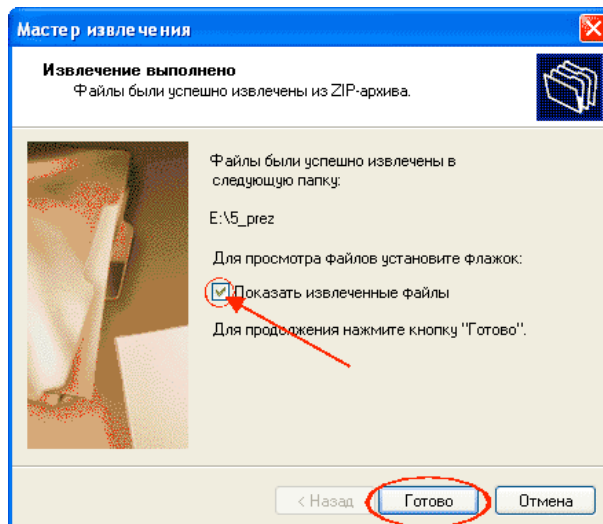 Мастер извлечения
Извлечение выполнено
Файлы были успешно извлечены из ZIP-архива.
Файлы были успешно извлечены в
следующую папку:
E:\5_prez
Для просмотра файлов установите флажок:
Показать извлеченные файлы
Для продолжения нажмите кнопку "Готово".
< Назад
Готово
Отмена